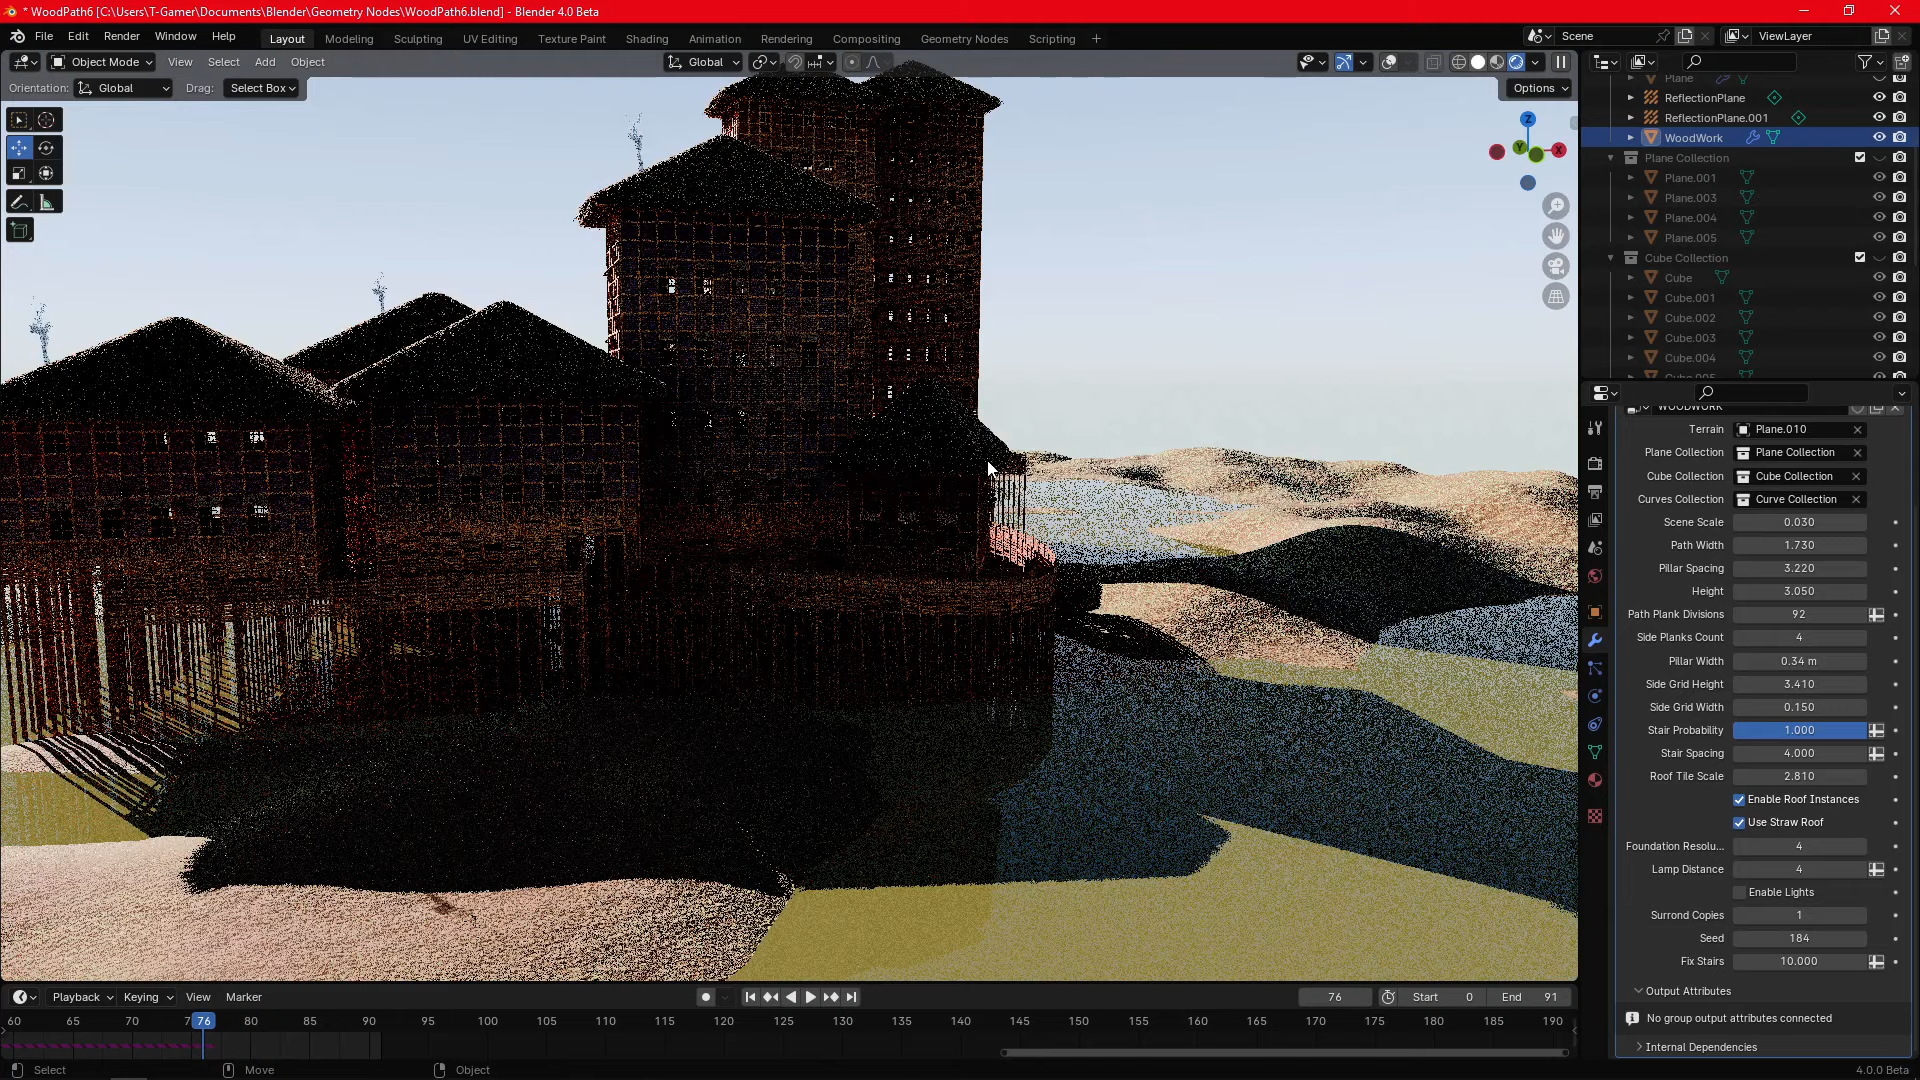 * WoodPath6 [C:\Users\T-Gamer\Documents\Blender\Geometry Nodes\WoodPath6.blend] - Blender 4.0 Beta
File Edit Render Window Help
Layout Modeling Sculpting UV Editing Texture Paint Shading Animation Rendering Compositing Geometry Nodes Scripting +
Scene
ViewLayer
Object Mode View Select Add Object
Global
Orientation: Global Drag: Select Box
Options
Z
Y
X
Plane
ReflectionPlane
ReflectionPlane.001
WoodWork
Plane Collection
Plane.001
Plane.003
Plane.004
Plane.005
Cube Collection
Cube
Cube.001
Cube.002
Cube.003
Cube.004
Cube.005
WOODWORK
Terrain Plane.010
Plane Collection Plane Collection
Cube Collection Cube Collection
Curves Collection Curve Collection
Scene Scale 0.030
Path Width 1.730
Pillar Spacing 3.220
Height 3.050
Path Plank Divisions 92
Side Planks Count 4
Pillar Width 0.34 m
Side Grid Height 3.410
Side Grid Width 0.150
Stair Probability 1.000
Stair Spacing 4.000
Roof Tile Scale 2.810
Enable Roof Instances
Use Straw Roof
Foundation Resolu... 4
Lamp Distance 4
Enable Lights
Surrond Copies 1
Seed 184
Fix Stairs 10.000
Output Attributes
No group output attributes connected
Internal Dependencies
Playback Keying View Marker
76
Start 0
End 91
60 65 70 7 76 80 85 90 95 100 105 110 115 120 125 130 135 140 145 150 155 160 165 170 175 180 185 190
Select Move Object
4.0.0 Beta